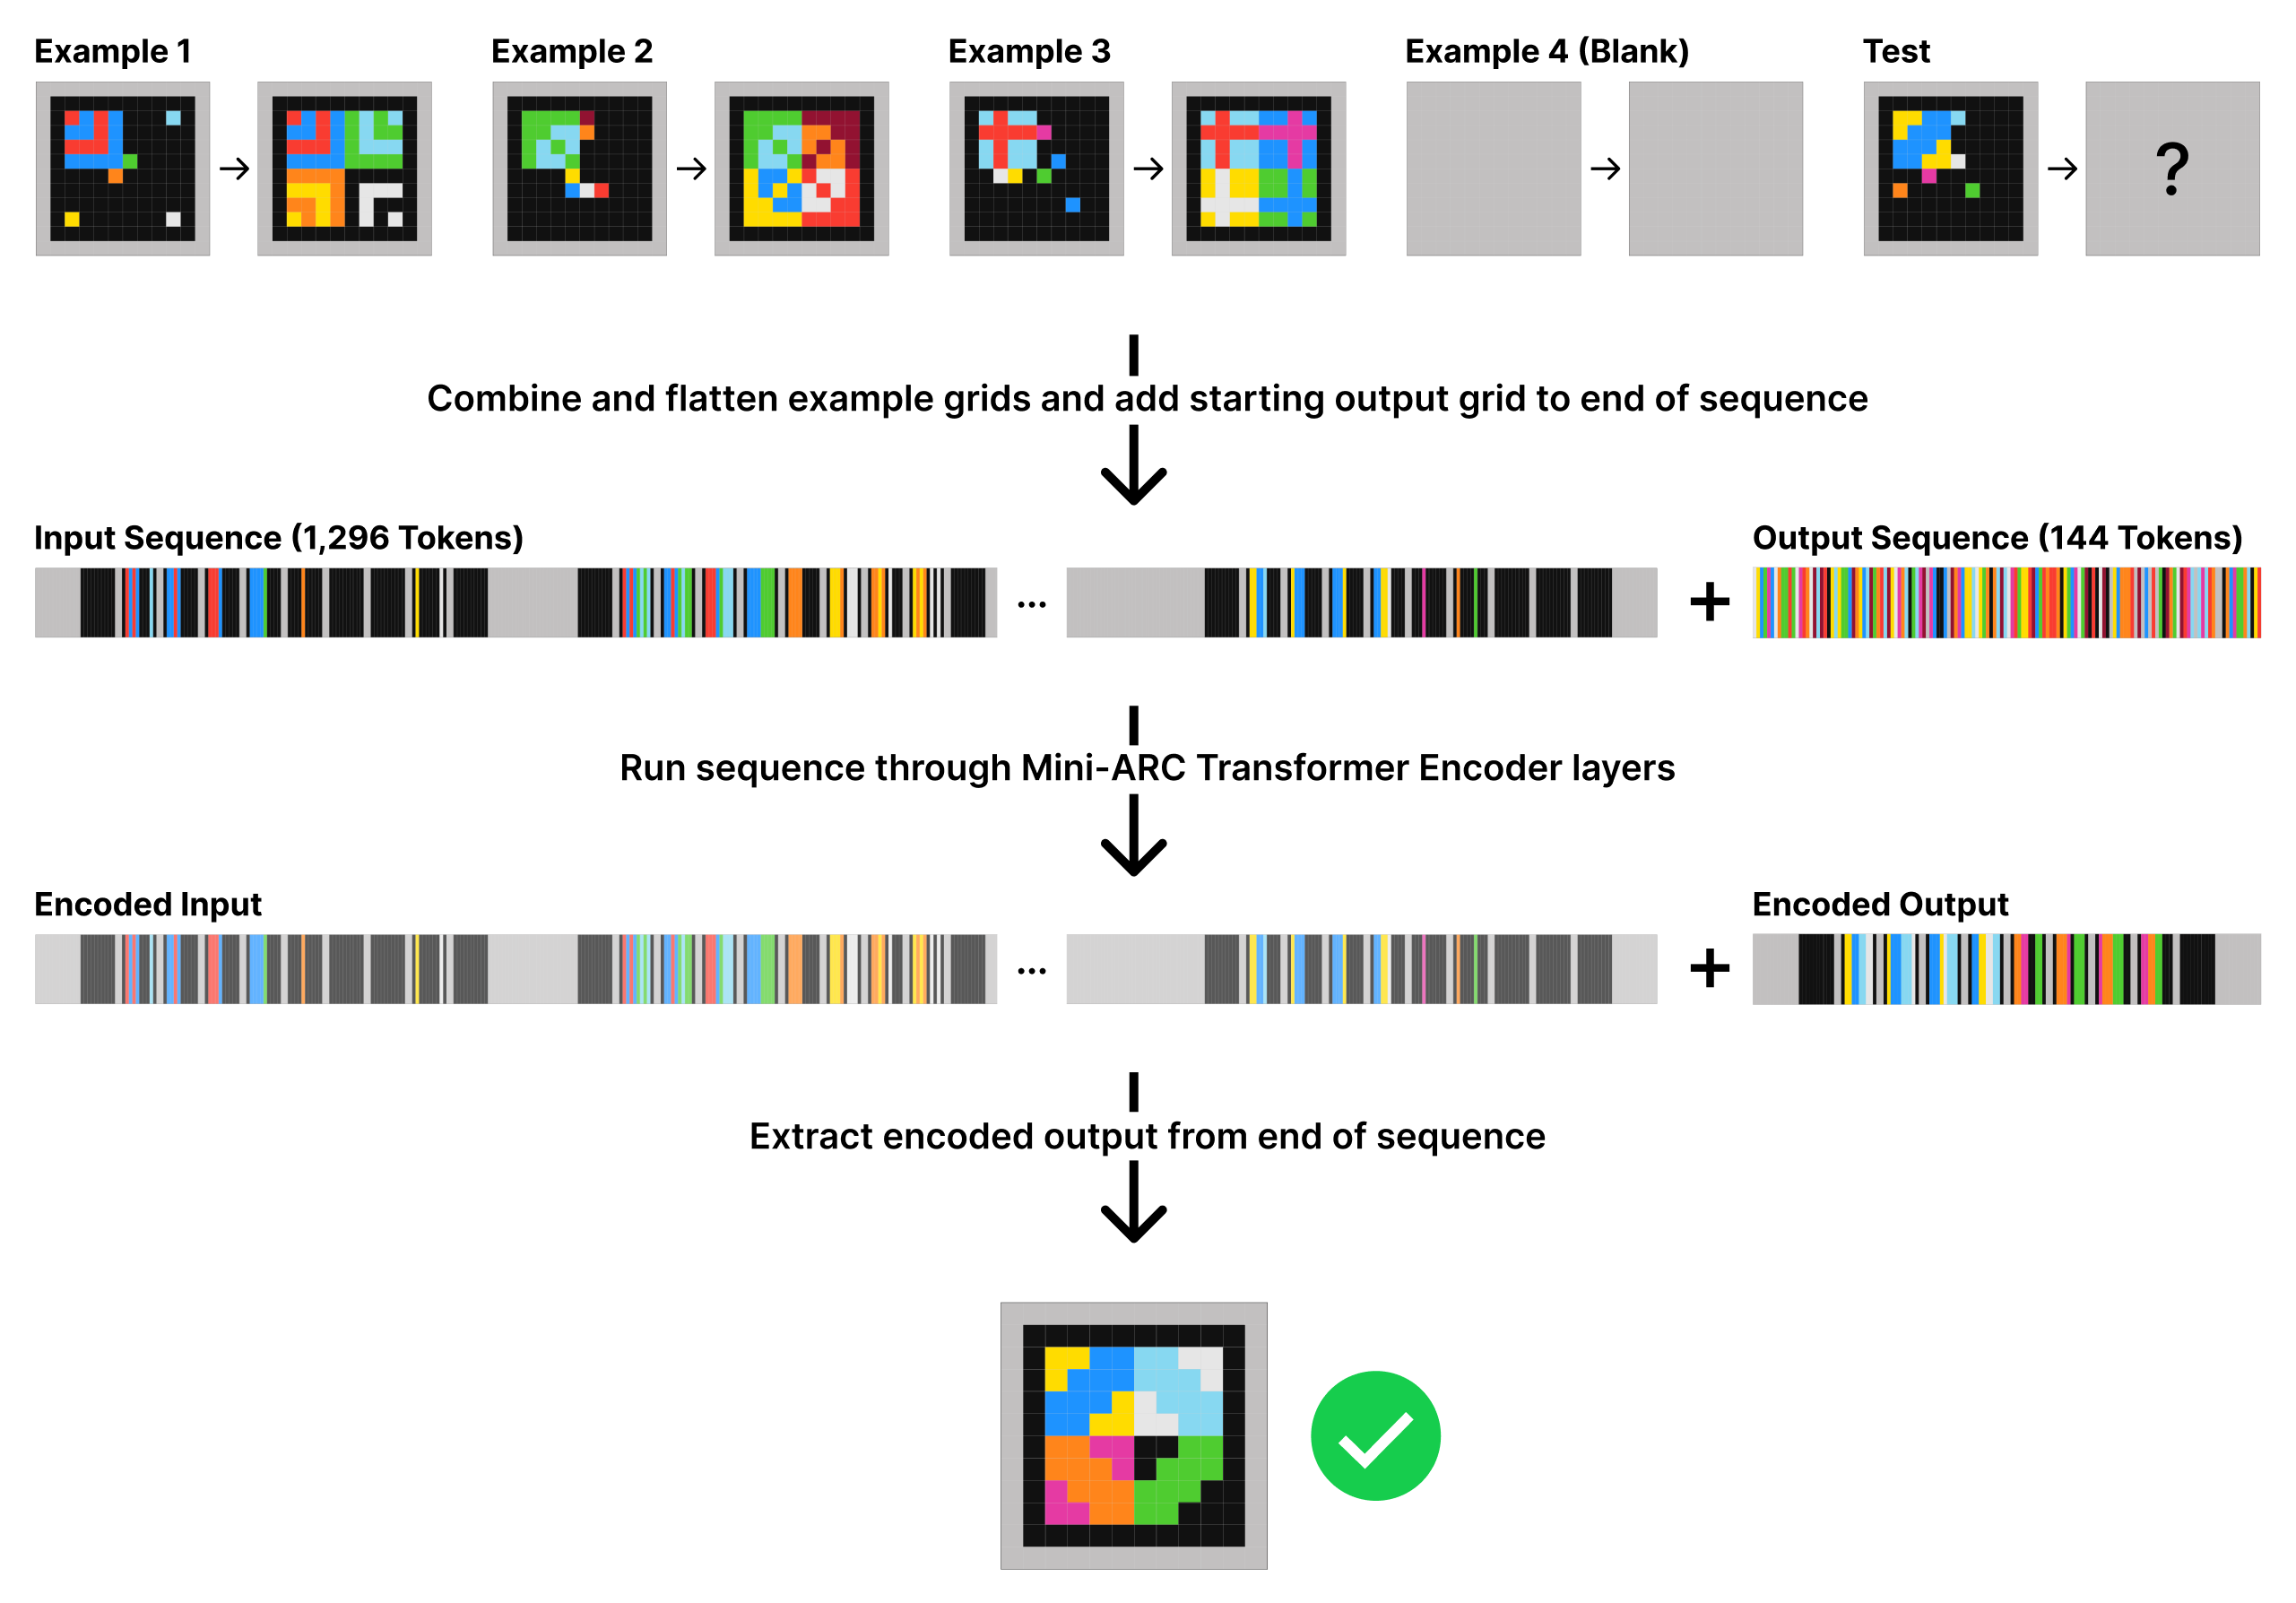 Example 1
Example 2
Example 3
Example 4 (Blank)
Test
?
Combine and flatten example grids and add starting output grid to end of sequence
Input Sequence (1,296 Tokens)
Output Sequence (144 Tokens)
...
+
Run sequence through Mini-ARC Transformer Encoder layers
Encoded Input
Encoded Output
...
+
Extract encoded output from end of sequence